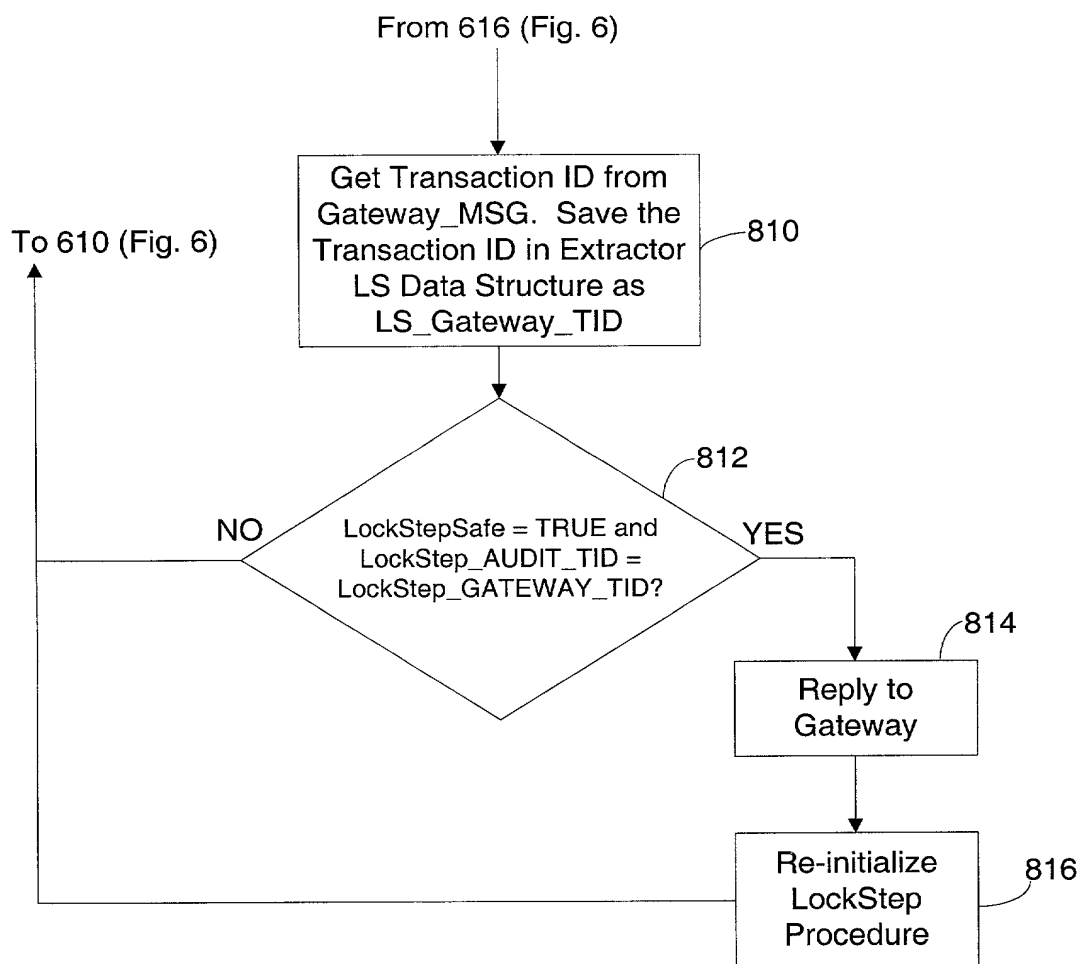 From 616 (Fig. 6)
Get Transaction ID from
Gateway_MSG.  Save the
Transaction ID in Extractor
LS Data Structure as
LS_Gateway_TID
810
To 610 (Fig. 6)
812
NO
LockStepSafe = TRUE and
LockStep_AUDIT_TID =
LockStep_GATEWAY_TID?
YES
814
Reply to
Gateway
Re-initialize
LockStep
Procedure
816